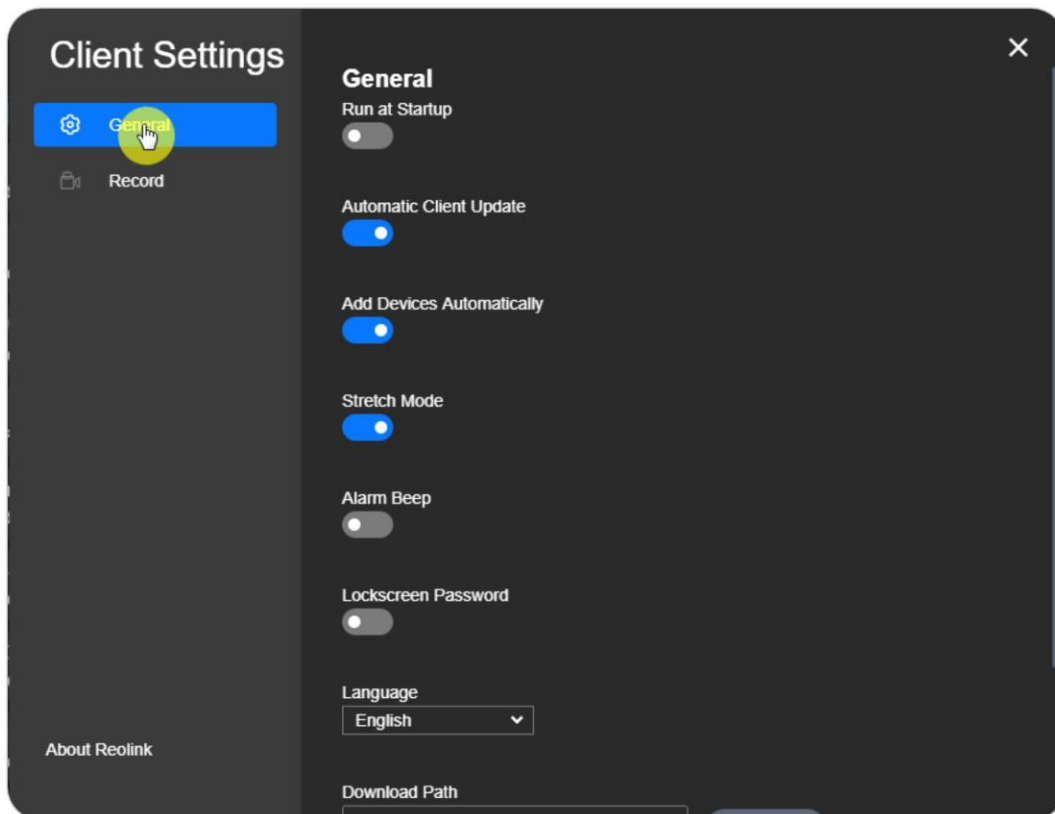 Client Settings
General
Record
About Reolink
General
Run at Startup
Automatic Client Update
Add Devices Automatically
Stretch Mode
Alarm Beep
Lockscreen Password
Language
English
Download Path